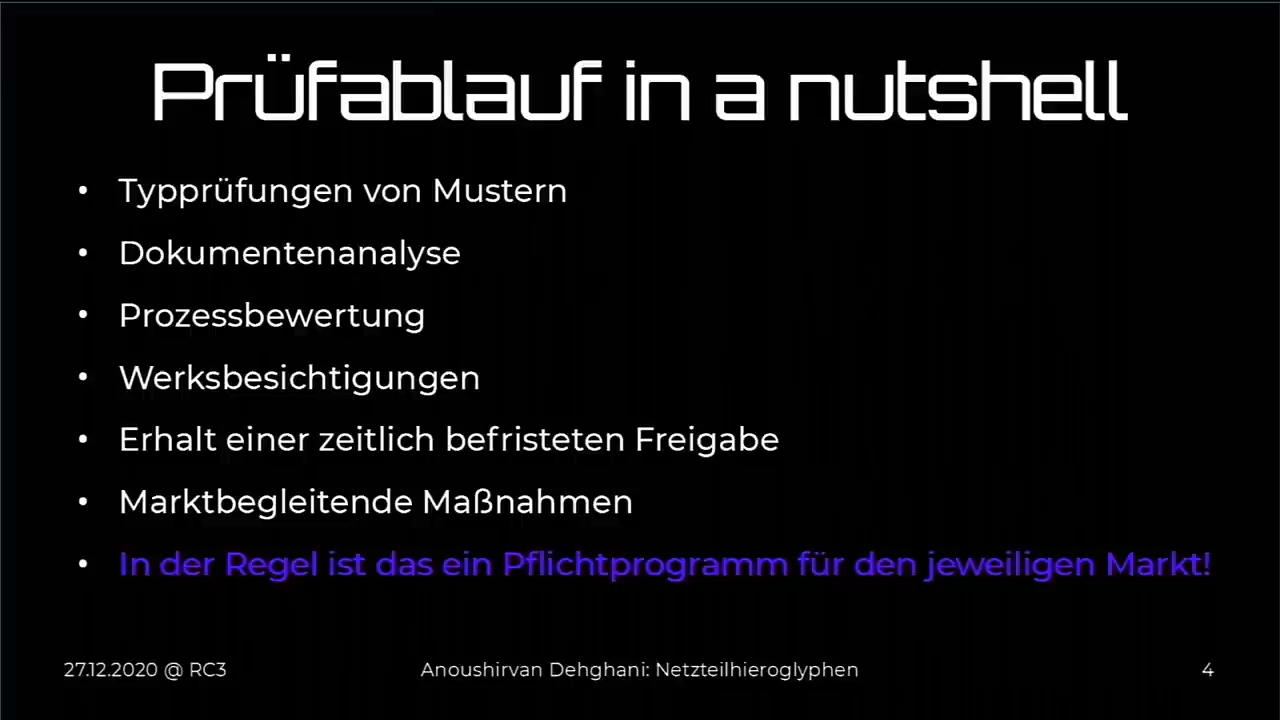 Prüfablauf in a nutshell
• Typprüfungen von Mustern
• Dokumentenanalyse
• Prozessbewertung
• Werksbesichtigungen
• Erhalt einer zeitlich befristeten Freigabe
• Marktbegleitende Maßnahmen
• In der Regel ist das ein Pflichtprogramm für den jeweiligen Markt!
27.12.2020 @ RC3 Anoushirvan Dehghani: Netzteilhieroglyphen 4